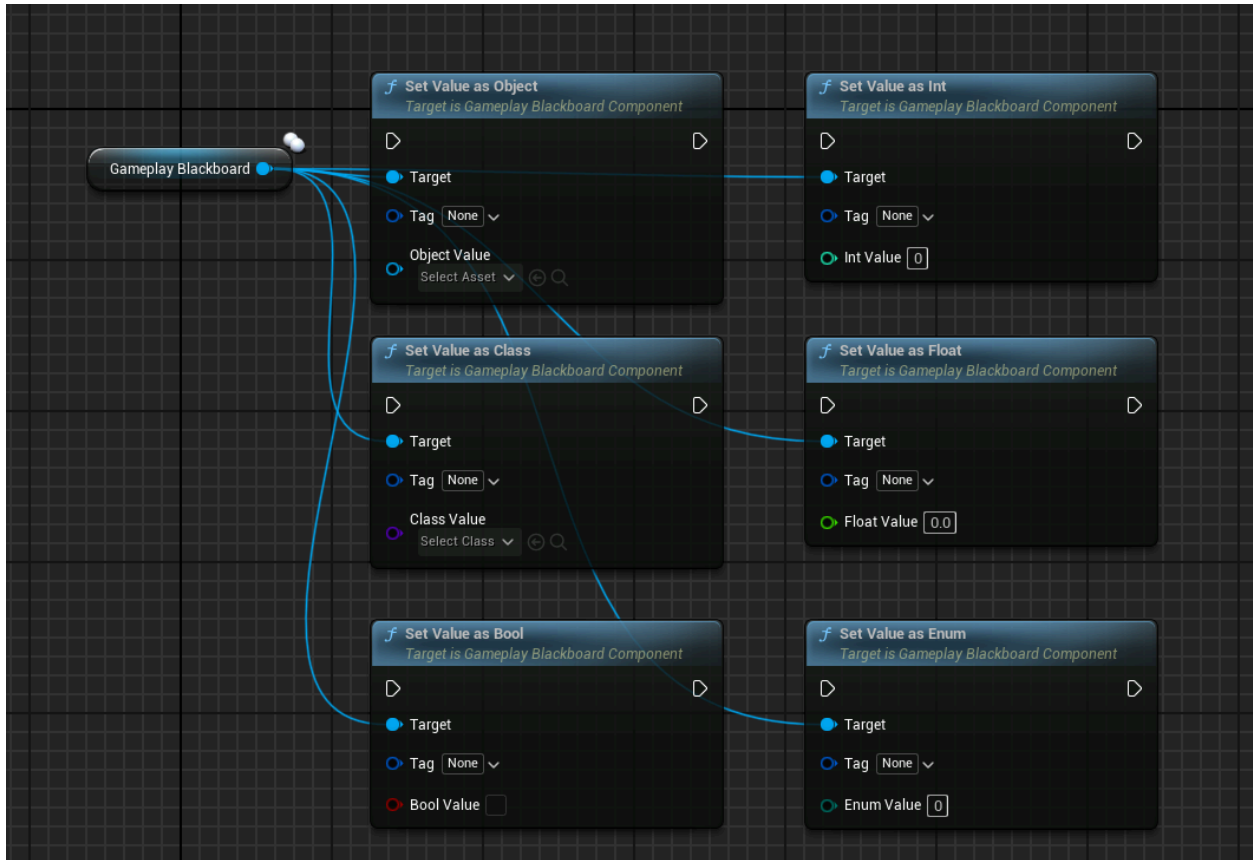 Gameplay Blackboard
f Set Value as Object
Target is Gameplay Blackboard Component
Target
Tag None
Object Value
Select Asset
f Set Value as Int
Target is Gameplay Blackboard Component
Target
Tag None
Int Value 0
f Set Value as Class
Target is Gameplay Blackboard Component
Target
Tag None
Class Value
Select Class
f Set Value as Float
Target is Gameplay Blackboard Component
Target
Tag None
Float Value 0.0
f Set Value as Bool
Target is Gameplay Blackboard Component
Target
Tag None
Bool Value
f Set Value as Enum
Target is Gameplay Blackboard Component
Target
Tag None
Enum Value 0